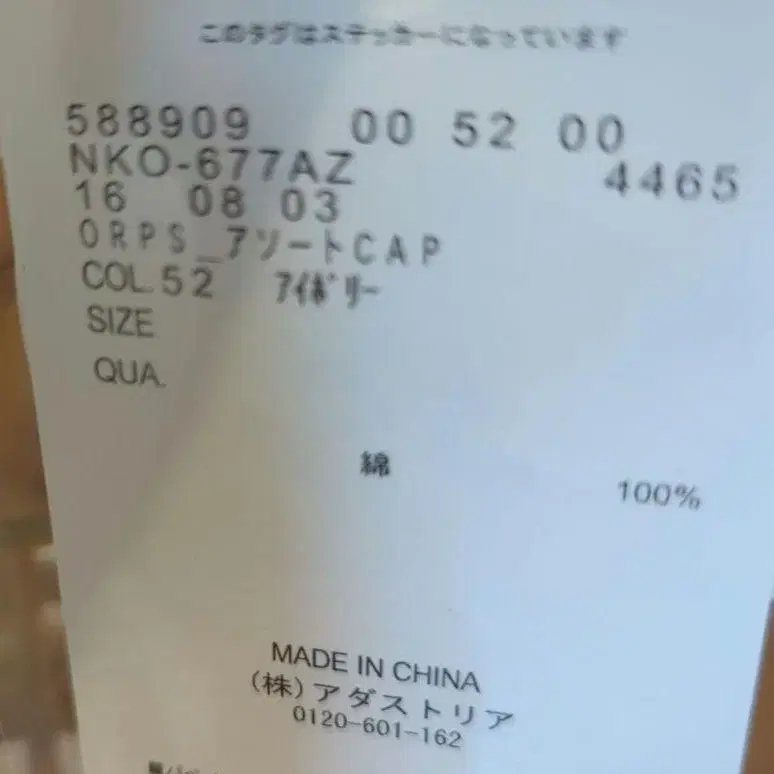 このタグはステッカーになっています
588909 00 52 00
NKO-677AZ 4465
16 08 03
ORPS_アソートCAP
COL.52 アイボリー
SIZE
QUA.
綿 100%
MADE IN CHINA
(株)アダストリア
0120-601-162